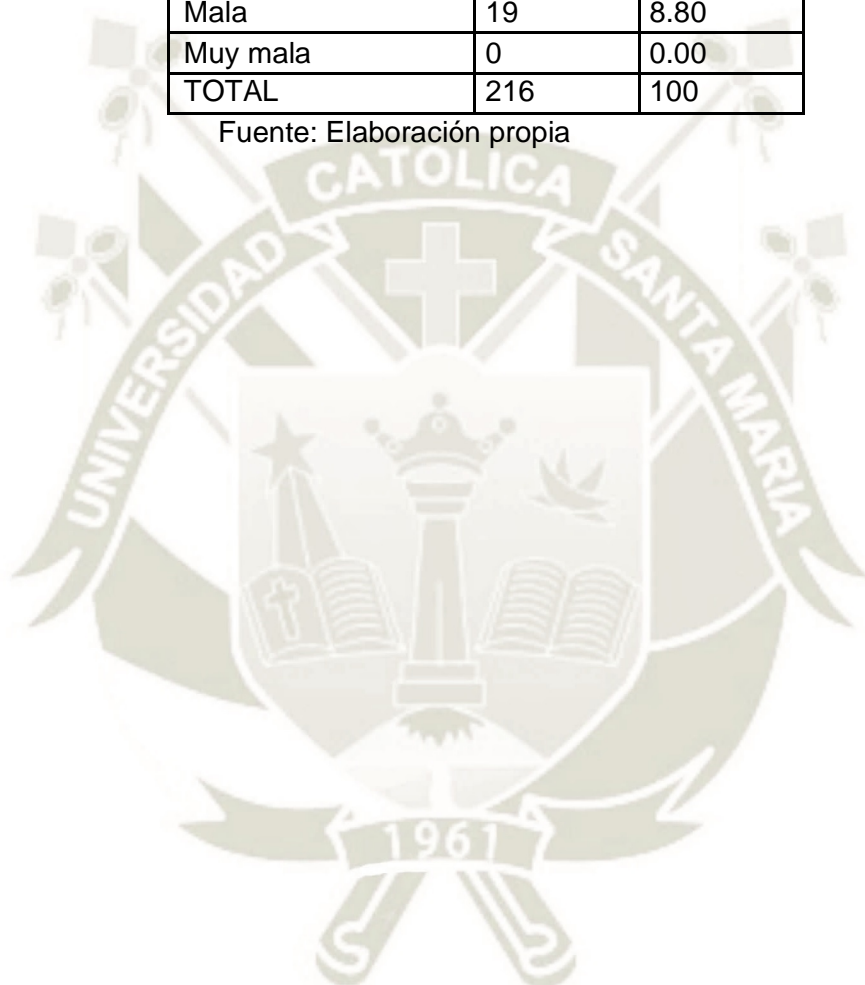 Mala 19 8.80
Muy mala 0 0.00
TOTAL 216 100
Fuente: Elaboración propia
UNIVERSIDAD CATOLICA SANTA MARIA
1961